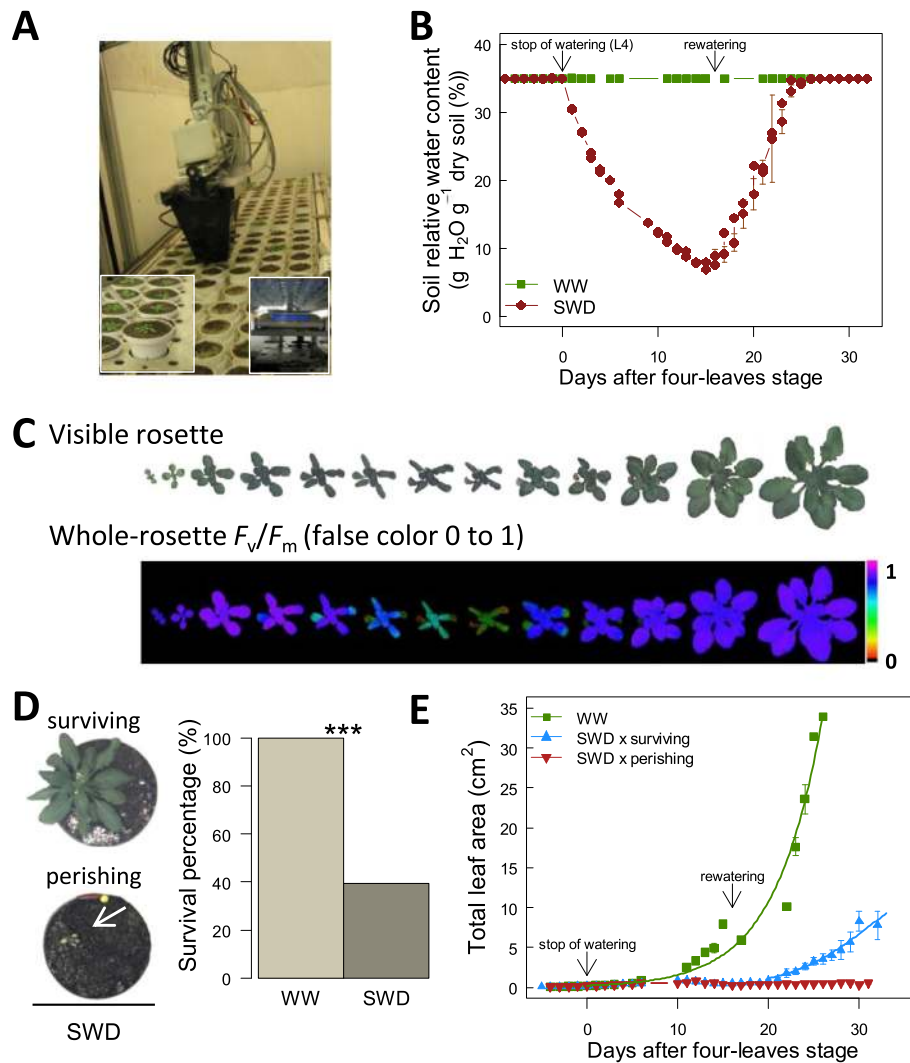 A
B
stop of watering (L4)
rewatering
Soil relative water content
(g H₂O g⁻¹ dry soil (%))
40
30
20
10
0
WW
SWD
0
10
20
30
Days after four-leaves stage
C
Visible rosette
Whole-rosette Fv/Fm (false color 0 to 1)
1
0
D
surviving
perishing
SWD
Survival percentage (%)
100
80
60
40
20
0
***
WW
SWD
E
Total leaf area (cm²)
35
30
25
20
15
10
5
0
WW
SWD x surviving
SWD x perishing
rewatering
stop of watering
0
10
20
30
Days after four-leaves stage